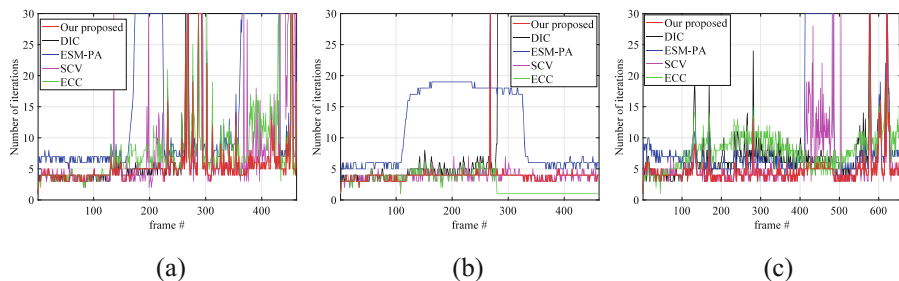 30
25
20
15
10
5
0
Number of iterations
Our proposed
DIC
ESM-PA
SCV
ECC
100
200
300
400
frame #
(a)
30
25
20
15
10
5
0
Number of iterations
Our proposed
DIC
ESM-PA
SCV
ECC
100
200
300
400
frame #
(b)
30
25
20
15
10
5
0
Number of iterations
Our proposed
DIC
ESM-PA
SCV
ECC
100
200
300
400
500
600
frame #
(c)